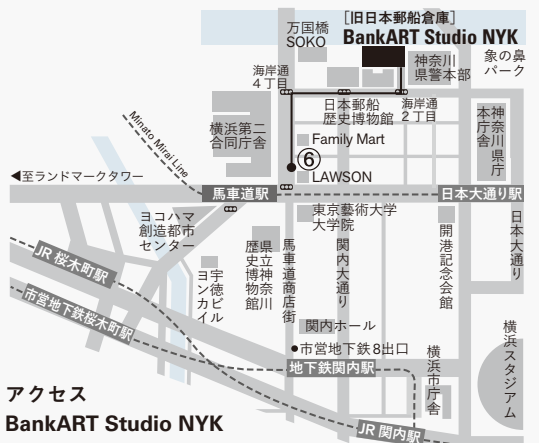 [旧日本郵船倉庫]
BankART Studio NYK
万国橋
SOKO
神奈川
県警本部
象の鼻
パーク
海岸通
4丁目
日本郵船
歴史博物館
海岸通
2丁目
Minato Mirai Line
横浜第二
合同庁舎
Family Mart
⑥
LAWSON
神奈川県庁
本庁舎
◀至ランドマークタワー
馬車道駅
日本大通り駅
ヨコハマ
創造都市
センター
東京藝術大学
大学院
県立神奈川
歴史博物館
宇徳ビル
ヨンカイ
馬車道商店街
関内大通り
開港記念会館
日本大通り
JR 桜木町駅
市営地下鉄桜木町駅
関内ホール
●市営地下鉄8出口
地下鉄関内駅
横浜市庁舎
横浜スタジアム
JR 関内駅
アクセス
BankART Studio NYK